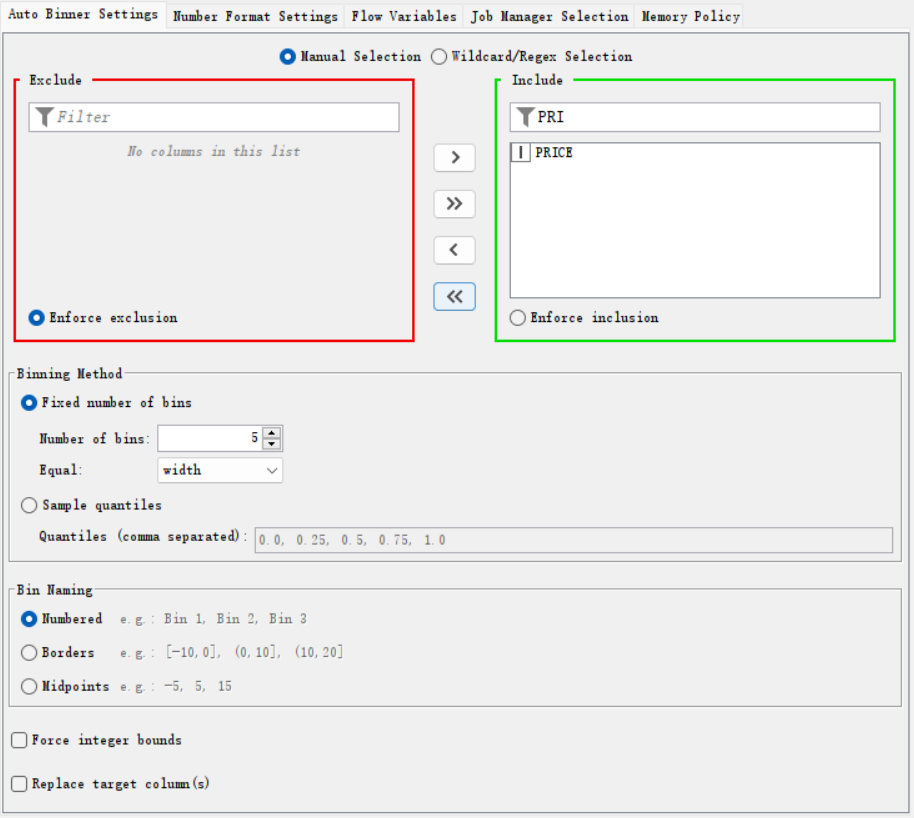 Auto Binner Settings Number Format Settings Flow Variables Job Manager Selection Memory Policy
Manual Selection Wildcard/Regex Selection
Exclude
Filter
No columns in this list
Enforce exclusion
>
>>
<
<<
Include
PRI
I PRICE
Enforce inclusion
Binning Method
Fixed number of bins
Number of bins: 5
Equal: width
Sample quantiles
Quantiles (comma separated): 0.0, 0.25, 0.5, 0.75, 1.0
Bin Naming
Numbered e.g.: Bin 1, Bin 2, Bin 3
Borders e.g.: [-10,0], (0,10], (10,20]
Midpoints e.g.: -5, 5, 15
Force integer bounds
Replace target column(s)